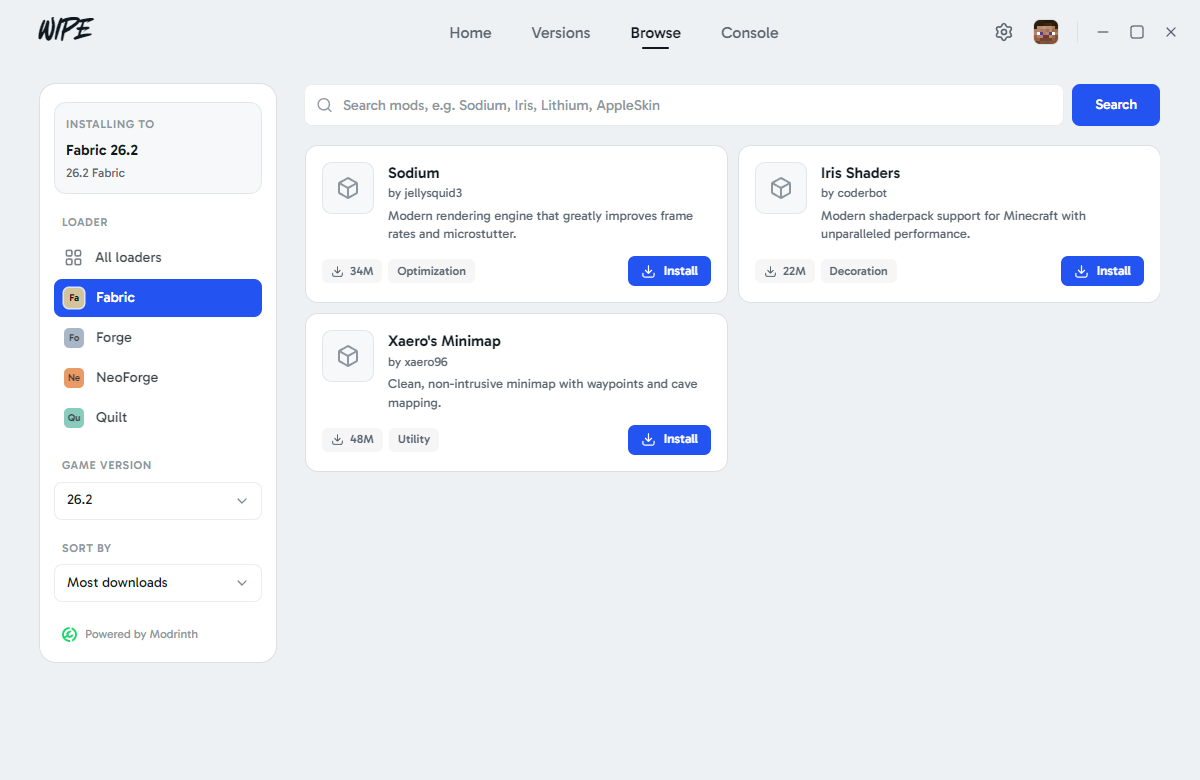 WIPE
Home
Versions
Browse
Console
INSTALLING TO
Fabric 26.2
26.2 Fabric
LOADER
All loaders
Fa Fabric
Fo Forge
Ne NeoForge
Qu Quilt
GAME VERSION
26.2
SORT BY
Most downloads
Powered by Modrinth
Search mods, e.g. Sodium, Iris, Lithium, AppleSkin
Search
Sodium
by jellysquid3
Modern rendering engine that greatly improves frame
rates and microstutter.
34M
Optimization
Install
Iris Shaders
by coderbot
Modern shaderpack support for Minecraft with
unparalleled performance.
22M
Decoration
Install
Xaero's Minimap
by xaero96
Clean, non-intrusive minimap with waypoints and cave
mapping.
48M
Utility
Install